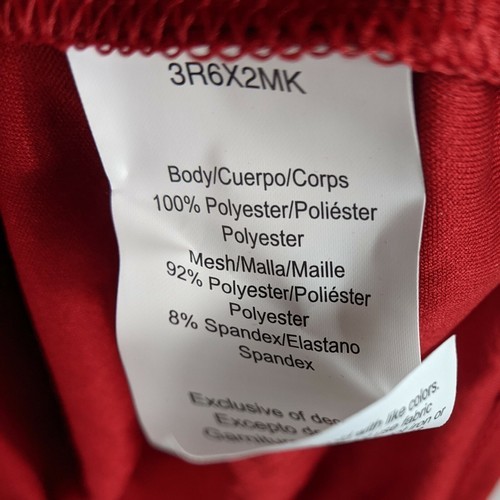 3R6X2MK
Body/Cuerpo/Corps
100% Polyester/Poliéster
Polyester
Mesh/Malla/Maille
92% Polyester/Poliéster
Polyester
8% Spandex/Elastano
Spandex
Exclusive of
Excepto
with like colors.
fabric
or